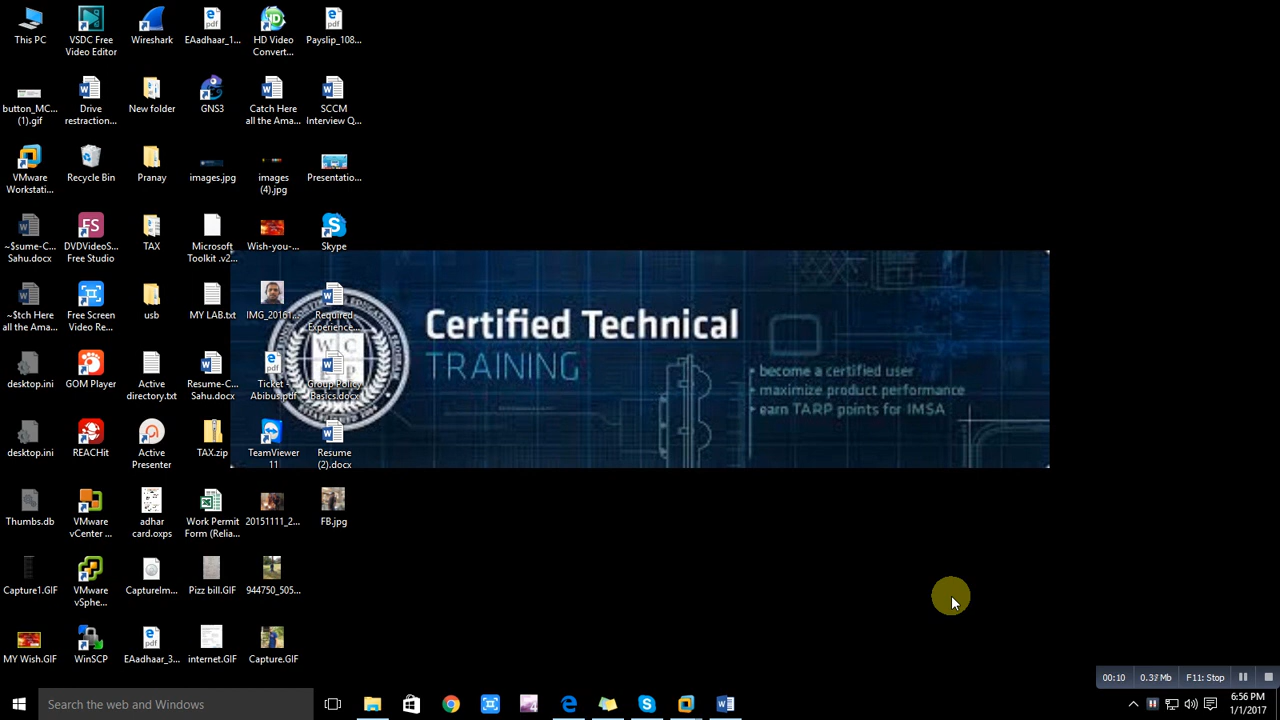 This PC
VSDC Free
Video Editor
Wireshark
EAadhaar_1...
HD Video
Convert...
Payslip_108...
button_MC...
(1).gif
Drive
restraction...
New folder
GNS3
Catch Here
all the Ama...
SCCM
Interview Q...
VMware
Workstati...
Recycle Bin
Pranay
images.jpg
images
(4).jpg
Presentatio...
~$sume-C...
Sahu.docx
DVDVideoS...
Free Studio
TAX
Microsoft
Toolkit .v2...
Wish-you-...
Skype
~$tch Here
all the Ama...
Free Screen
Video Re...
usb
MY LAB.txt
IMG_20161...
Required
Experience...
desktop.ini
GOM Player
Active
directory.txt
Resume-C...
Sahu.docx
Ticket -
Abibus.pdf
Group Policy
Basics.docx
desktop.ini
REACHit
Active
Presenter
TAX.zip
TeamViewer
11
Resume
(2).docx
Thumbs.db
VMware
vCenter ...
adhar
card.oxps
Work Permit
Form (Relia...
20151111_2...
FB.jpg
Capture1.GIF
VMware
vSphe...
CaptureIm...
Pizz bill.GIF
944750_505...
MY Wish.GIF
WinSCP
EAadhaar_3...
internet.GIF
Capture.GIF
Certified Technical
TRAINING
• become a certified user
• maximize product performance
• earn TARP points for IMSA
00:10
F11: Stop
Search the web and Windows
6:56 PM
1/1/2017